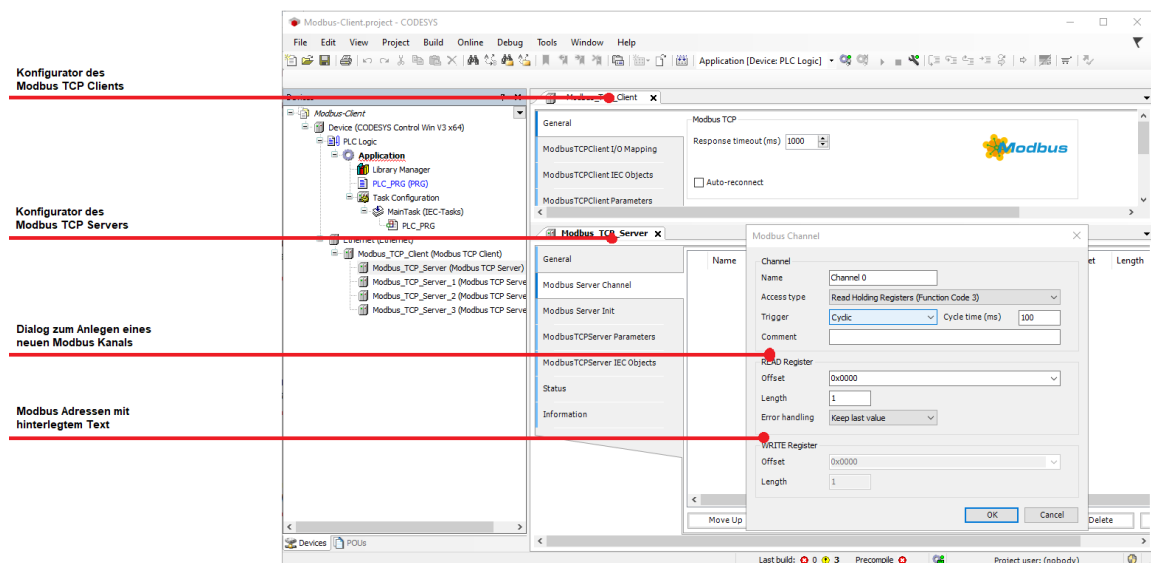 Modbus-Client.project - CODESYS
File Edit View Project Build Online Debug Tools Window Help
Application [Device: PLC Logic]
Konfigurator des
Modbus TCP Clients
Konfigurator des
Modbus TCP Servers
Dialog zum Anlegen eines
neuen Modbus Kanals
Modbus Adressen mit
hinterlegtem Text
Modbus-Client
Device (CODESYS Control Win V3 x64)
PLC Logic
Application
Library Manager
PLC_PRG (PRG)
Task Configuration
MainTask (IEC-Tasks)
PLC_PRG
Ethernet (Ethernet)
Modbus_TCP_Client (Modbus TCP Client)
Modbus_TCP_Server (Modbus TCP Server)
Modbus_TCP_Server_1 (Modbus TCP Serve
Modbus_TCP_Server_2 (Modbus TCP Serve
Modbus_TCP_Server_3 (Modbus TCP Serve
Devices POUs
Modbus_TCP_Client
General
ModbusTCPClient I/O Mapping
ModbusTCPClient IEC Objects
ModbusTCPClient Parameters
Modbus TCP
Response timeout (ms) 1000
Auto-reconnect
Modbus
Modbus_TCP_Server
General
Modbus Server Channel
Modbus Server Init
ModbusTCPServer Parameters
ModbusTCPServer IEC Objects
Status
Information
Name
et Length
Move Up
Delete
Modbus Channel
Channel
Name Channel 0
Access type Read Holding Registers (Function Code 3)
Trigger Cyclic Cycle time (ms) 100
Comment
READ Register
Offset 0x0000
Length 1
Error handling Keep last value
WRITE Register
Offset 0x0000
Length 1
OK Cancel
Last build: 0 3 Precompile Project user: (nobody)